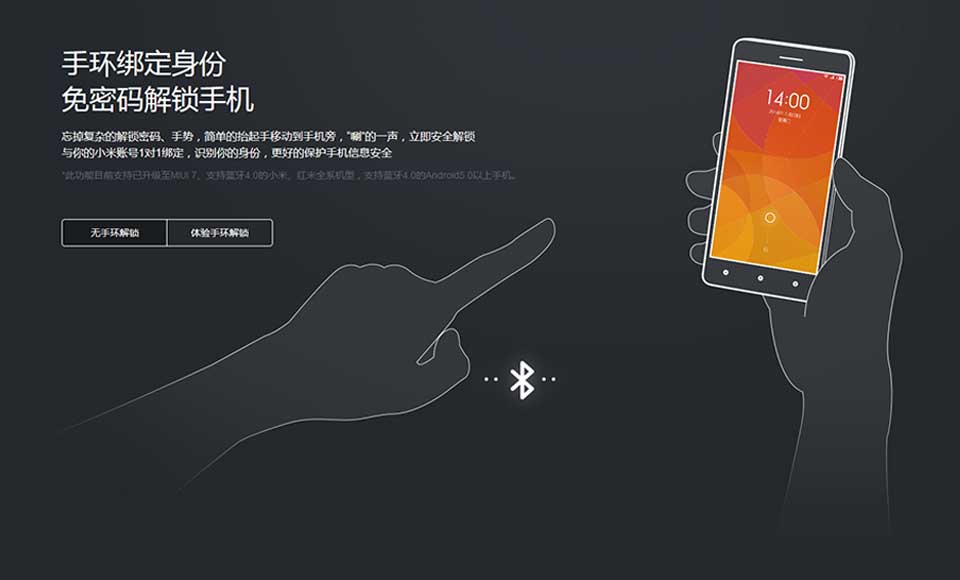 手环绑定身份
免密码解锁手机
忘掉复杂的解锁密码、手势，简单的抬起手移动到手机旁，"唰"的一声，立即安全解锁
与你的小米账号1对1绑定，识别你的身份，更好的保护手机信息安全
*此功能目前支持已升级至MIUI 7、支持蓝牙4.0的小米、红米全系机型，支持蓝牙4.0的Android5.0以上手机。
无手环解锁
体验手环解锁
14:00